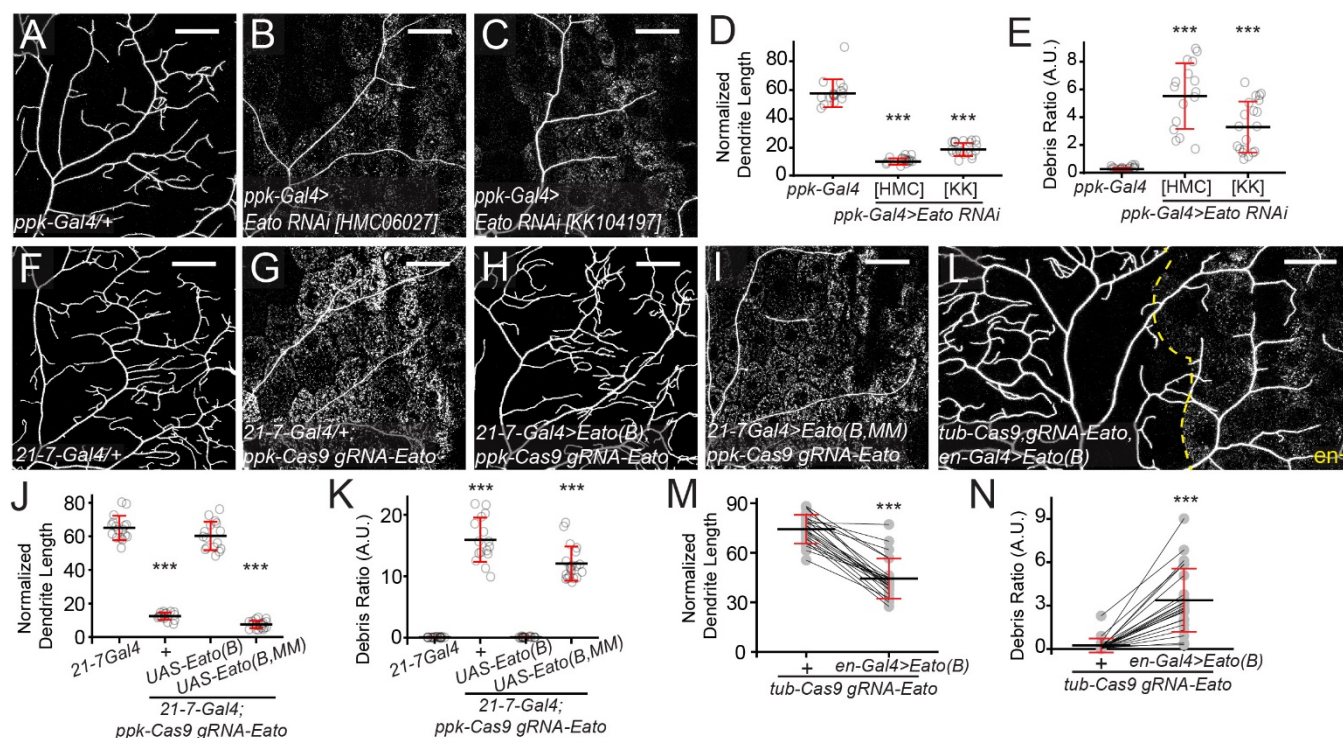 A
ppk-Gal4/+
B
ppk-Gal4>
Eato RNAi [HMC06027]
C
ppk-Gal4>
Eato RNAi [KK104197]
D
Normalized
Dendrite Length
60
40
20
0
***
***
ppk-Gal4
[HMC]
[KK]
ppk-Gal4>Eato RNAi
E
Debris Ratio (A.U.)
8
6
4
2
0
***
***
ppk-Gal4
[HMC]
[KK]
ppk-Gal4>Eato RNAi
F
21-7-Gal4/+
G
21-7-Gal4/+;
ppk-Cas9 gRNA-Eato
H
21-7-Gal4>Eato(B);
ppk-Cas9 gRNA-Eato
I
21-7Gal4>Eato(B,MM)
ppk-Cas9 gRNA-Eato
L
tub-Cas9,gRNA-Eato,
en-Gal4>Eato(B)
J
Normalized
Dendrite Length
80
60
40
20
0
***
***
21-7Gal4
+
UAS-Eato(B)
UAS-Eato(B,MM)
21-7-Gal4;
ppk-Cas9 gRNA-Eato
K
Debris Ratio (A.U.)
20
10
0
***
***
21-7Gal4
+
UAS-Eato(B)
UAS-Eato(B,MM)
21-7-Gal4;
ppk-Cas9 gRNA-Eato
M
Normalized
Dendrite Length
90
60
30
0
***
+
en-Gal4>Eato(B)
tub-Cas9 gRNA-Eato
N
Debris Ratio (A.U.)
9
6
3
0
***
+
en-Gal4>Eato(B)
tub-Cas9 gRNA-Eato